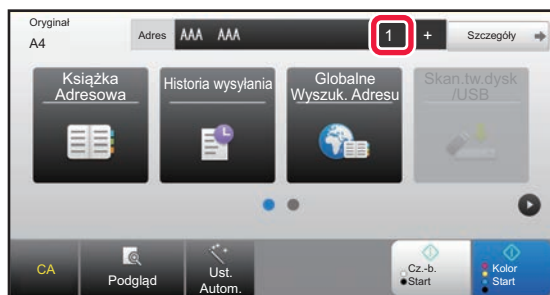 Oryginał
A4
Adres AAA AAA 1 + Szczegóły
Książka
Adresowa
Historia wysyłania
Globalne
Wyszuk. Adresu
Skan.tw.dysk
/USB
CA
Podgląd
Ust.
Autom.
Cz.-b.
Start
Kolor
Start